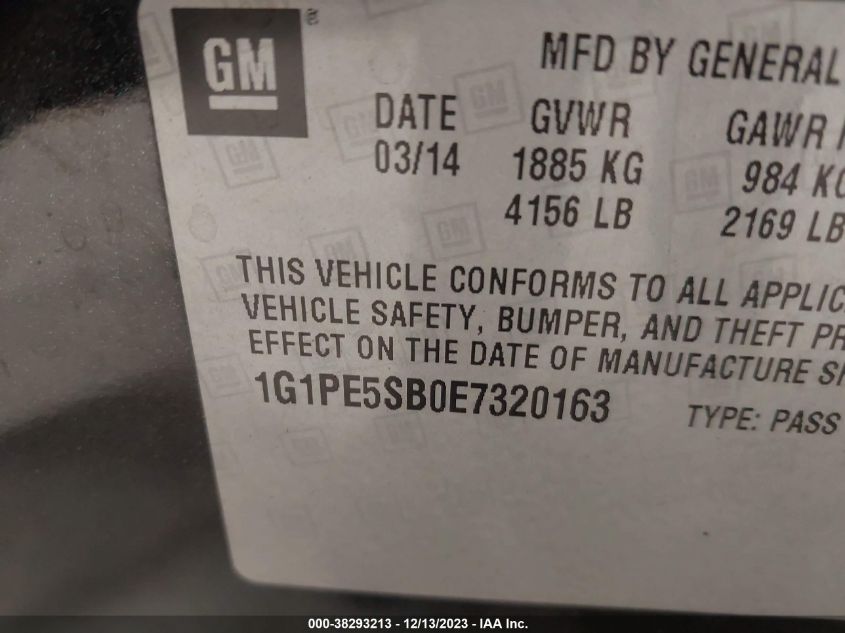 GM ®
MFD BY GENERAL
DATE GVWR GAWR
03/14 1885 KG 984 KG
4156 LB 2169 LB
THIS VEHICLE CONFORMS TO ALL
VEHICLE SAFETY, BUMPER, AND THEFT
EFFECT ON THE DATE OF MANUFACTURE
1G1PE5SB0E7320163 TYPE: PASS
000-38293213 - 12/13/2023 - IAA Inc.